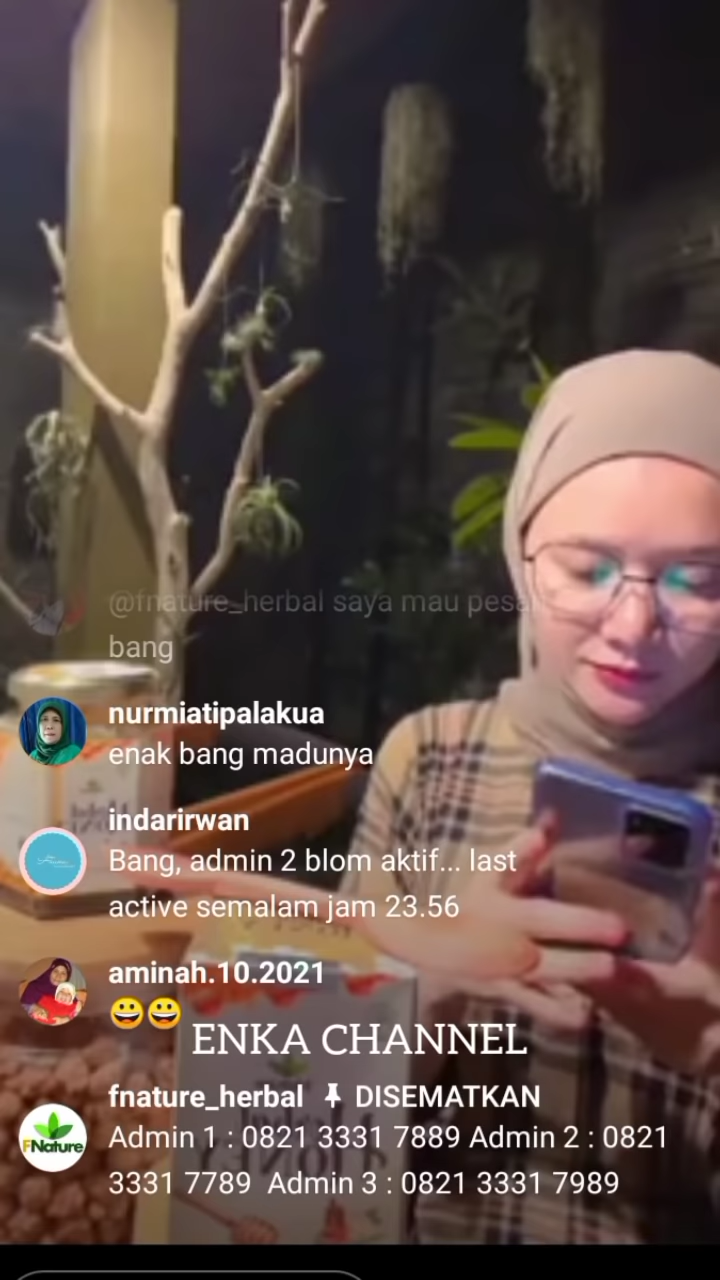 @fnature_herbal saya mau pesan
bang
nurmiatipalakua
enak bang madunya
indarirwan
Bang, admin 2 blom aktif... last
active semalam jam 23.56
aminah.10.2021
😀😀
ENKA CHANNEL
fnature_herbal 📌 DISEMATKAN
FNature
Admin 1 : 0821 3331 7889 Admin 2 : 0821
3331 7789 Admin 3 : 0821 3331 7989